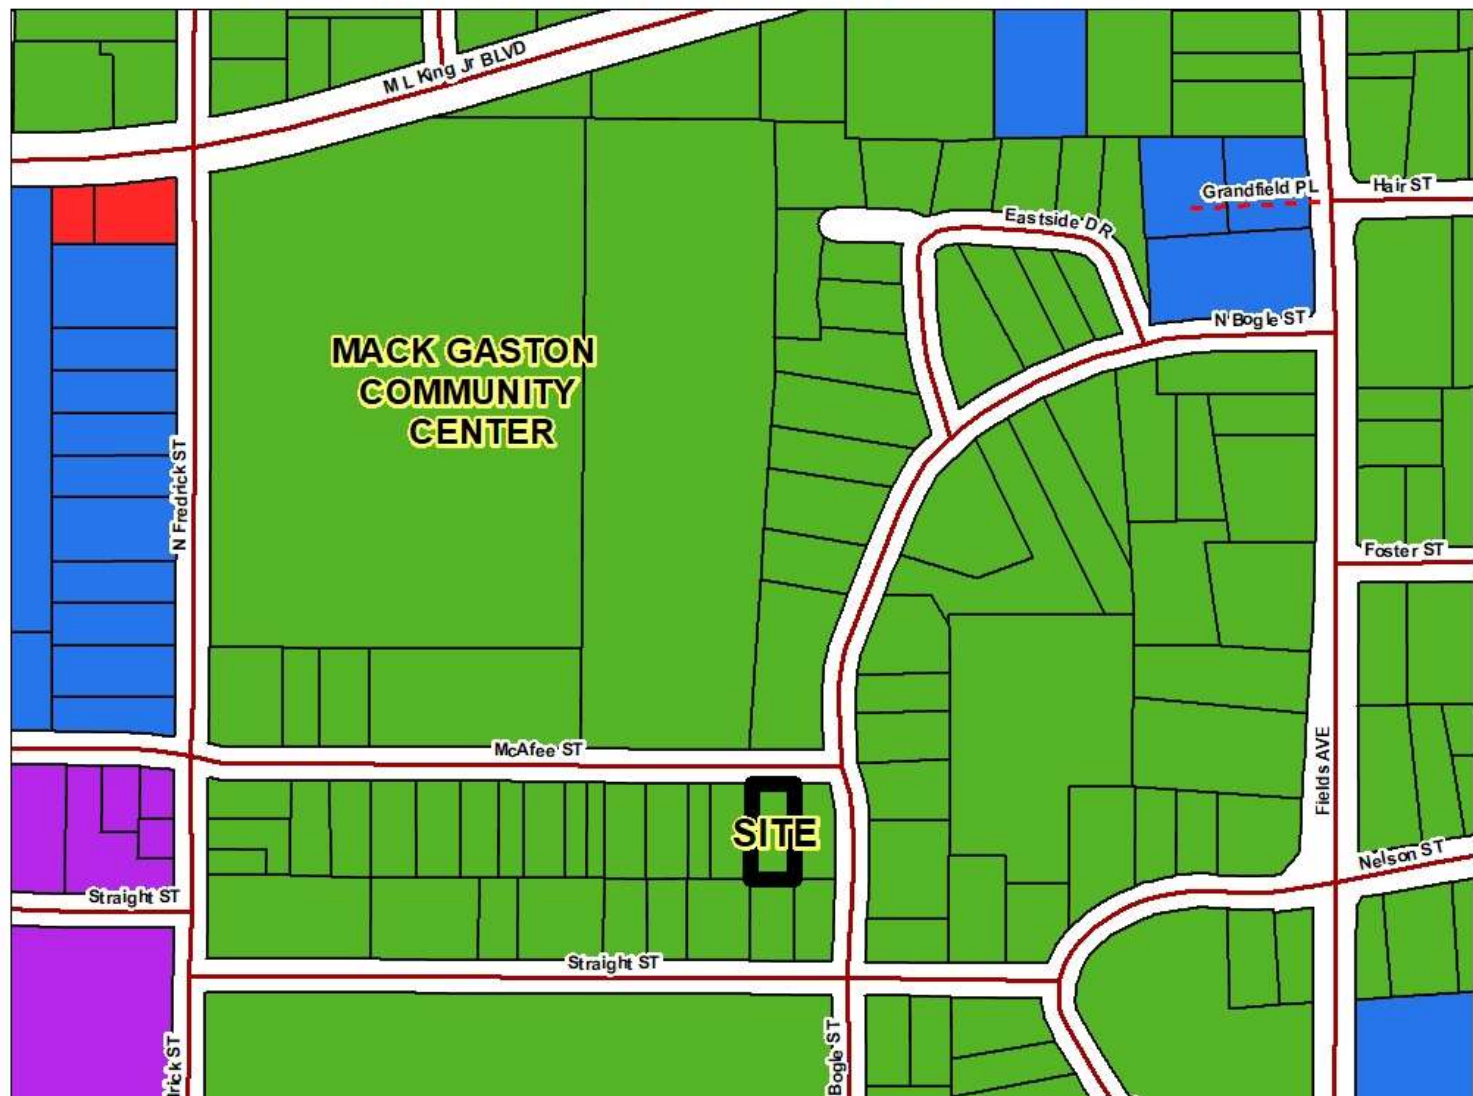 M L King Jr BLVD
Grandfield PL
Hair ST
Eastside DR
N Bogle ST
MACK GASTON
COMMUNITY
CENTER
N Fredrick ST
Foster ST
McAfee ST
Fields AVE
SITE
Nelson ST
Straight ST
Straight ST
rick ST
Bogle ST